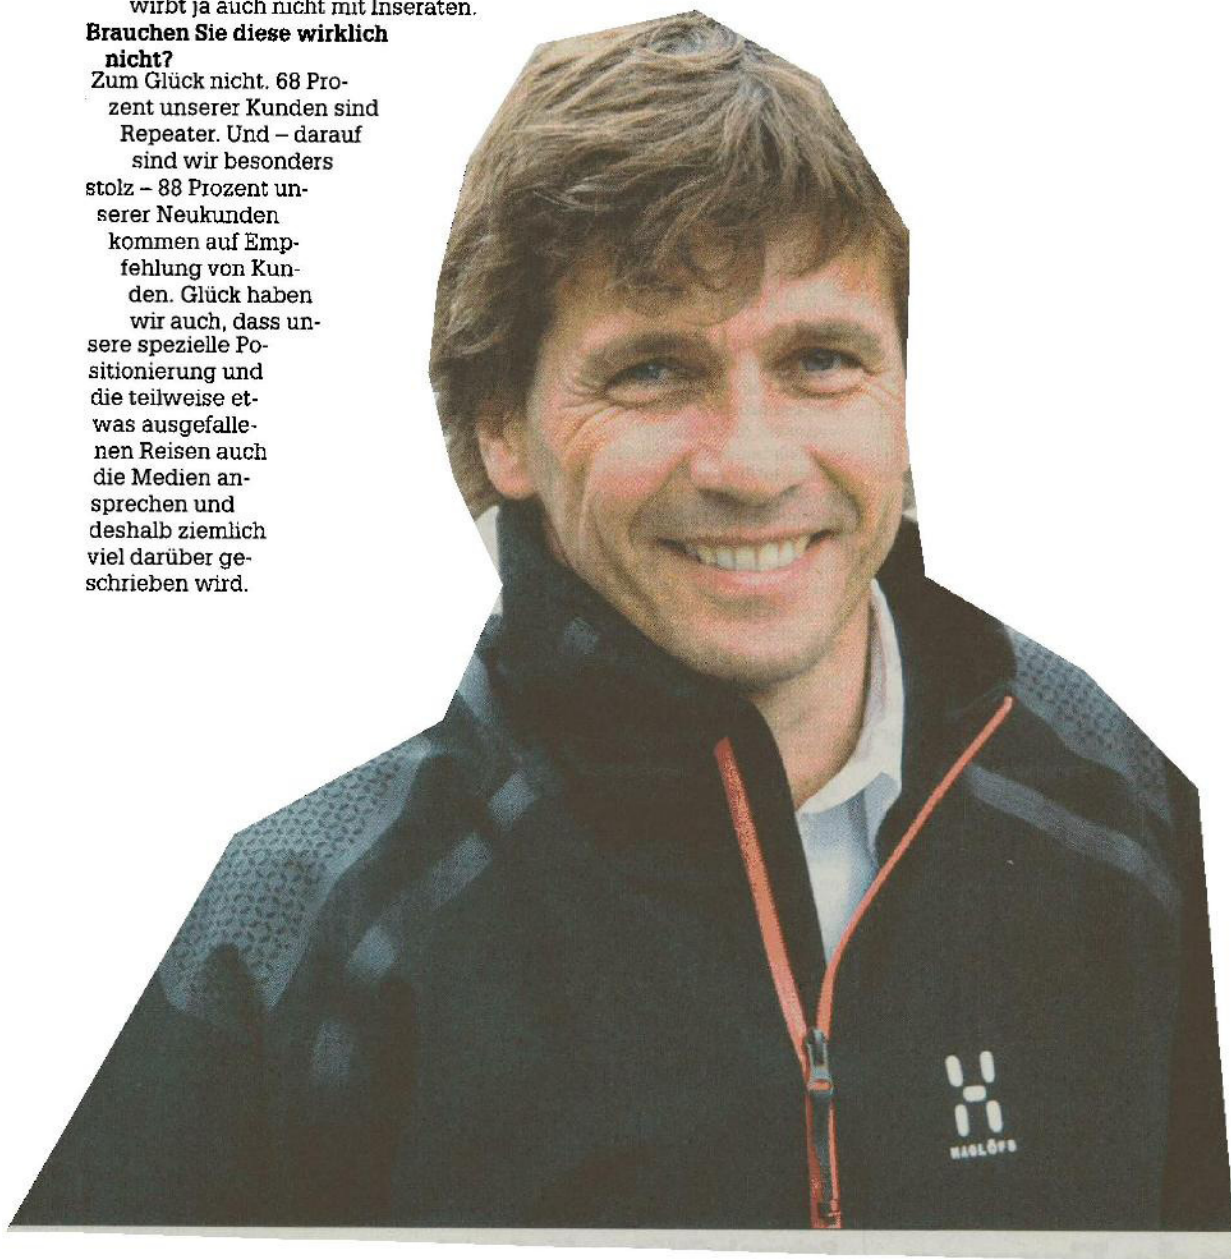 wirbt ja auch nicht mit Inseraten.
Brauchen Sie diese wirklich
nicht?
Zum Glück nicht. 68 Pro-
zent unserer Kunden sind
Repeater. Und – darauf
sind wir besonders
stolz – 88 Prozent un-
serer Neukunden
kommen auf Emp-
fehlung von Kun-
den. Glück haben
wir auch, dass un-
sere spezielle Po-
sitionierung und
die teilweise et-
was ausgefalle-
nen Reisen auch
die Medien an-
sprechen und
deshalb ziemlich
viel darüber ge-
schrieben wird.
HAGLÖFS